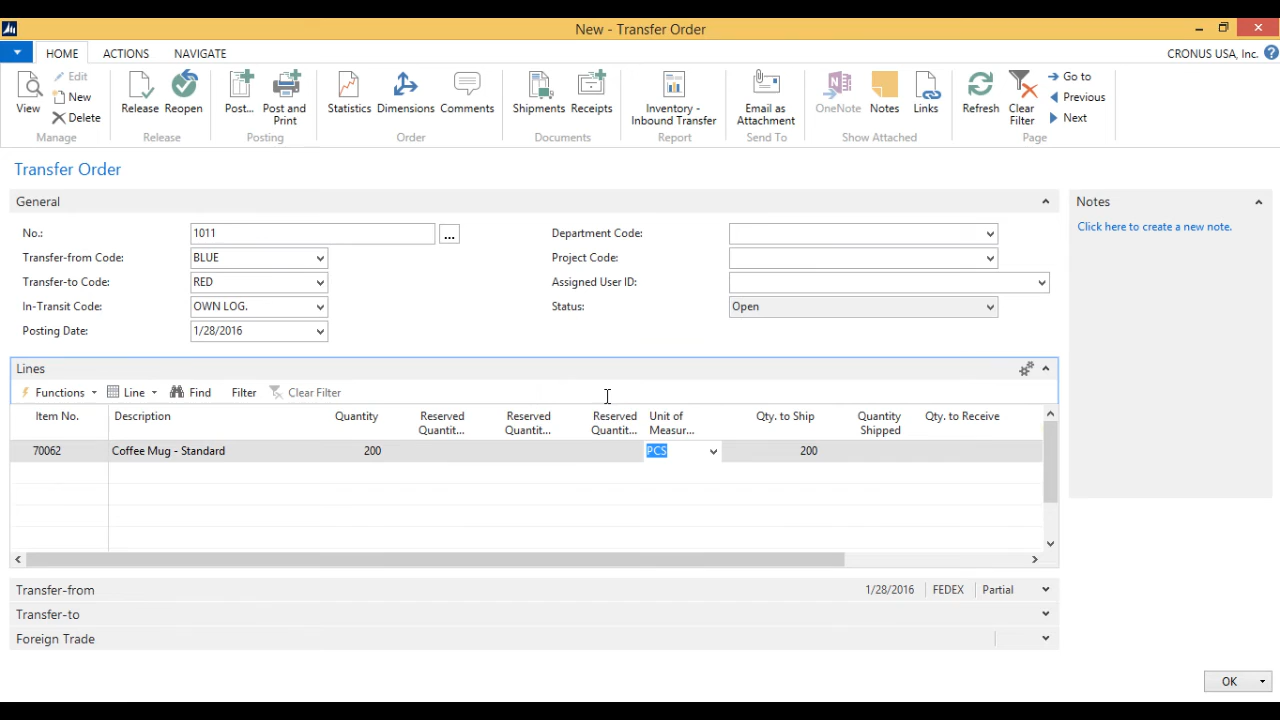 New - Transfer Order
HOME ACTIONS NAVIGATE CRONUS USA, Inc. ?
View Edit New Delete Release Reopen Post... Post and Print Statistics Dimensions Comments Shipments Receipts Inventory - Inbound Transfer Email as Attachment OneNote Notes Links Refresh Clear Filter Go to Previous Next
Manage Release Posting Order Documents Report Send To Show Attached Page
Transfer Order
General
No.: 1011 ...
Transfer-from Code: BLUE
Transfer-to Code: RED
In-Transit Code: OWN LOG.
Posting Date: 1/28/2016
Department Code:
Project Code:
Assigned User ID:
Status: Open
Notes
Click here to create a new note.
Lines
Functions Line Find Filter Clear Filter
Item No. Description Quantity Reserved Quantit... Reserved Quantit... Reserved Quantit... Unit of Measur... Qty. to Ship Quantity Shipped Qty. to Receive
70062 Coffee Mug - Standard 200 PCS 200
Transfer-from 1/28/2016 FEDEX Partial
Transfer-to
Foreign Trade
OK